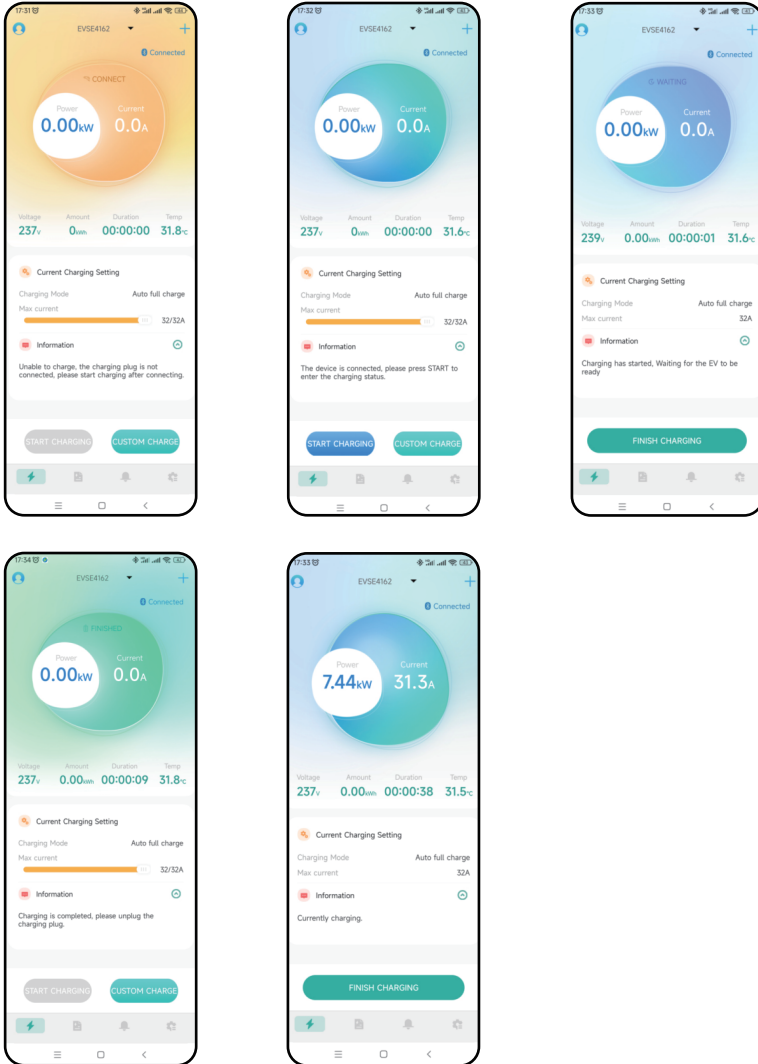 17:31
EVSE4162
Connected
CONNECT
Power Current
0.00kW 0.0A
Voltage Amount Duration Temp
237V 0kWh 00:00:00 31.8℃
Current Charging Setting
Charging Mode Auto full charge
Max current
32/32A
Information
Unable to charge, the charging plug is not
connected, please start charging after connecting.
START CHARGING CUSTOM CHARGE
17:32
EVSE4162
Connected
Power Current
0.00kW 0.0A
Voltage Amount Duration Temp
237V 0kWh 00:00:00 31.6℃
Current Charging Setting
Charging Mode Auto full charge
Max current
32/32A
Information
The device is connected, please press START to
enter the charging status.
START CHARGING CUSTOM CHARGE
17:33
EVSE4162
Connected
WAITING
Power Current
0.00kW 0.0A
Voltage Amount Duration Temp
239V 0.00kWh 00:00:01 31.6℃
Current Charging Setting
Charging Mode Auto full charge
Max current 32A
Information
Charging has started, Waiting for the EV to be
ready
FINISH CHARGING
17:34
EVSE4162
Connected
FINISHED
Power Current
0.00kW 0.0A
Voltage Amount Duration Temp
237V 0.00kWh 00:00:09 31.8℃
Current Charging Setting
Charging Mode Auto full charge
Max current
32/32A
Information
Charging is completed, please unplug the
charging plug.
START CHARGING CUSTOM CHARGE
17:33
EVSE4162
Connected
Power Current
7.44kW 31.3A
Voltage Amount Duration Temp
237V 0.00kWh 00:00:38 31.5℃
Current Charging Setting
Charging Mode Auto full charge
Max current 32A
Information
Currently charging.
FINISH CHARGING